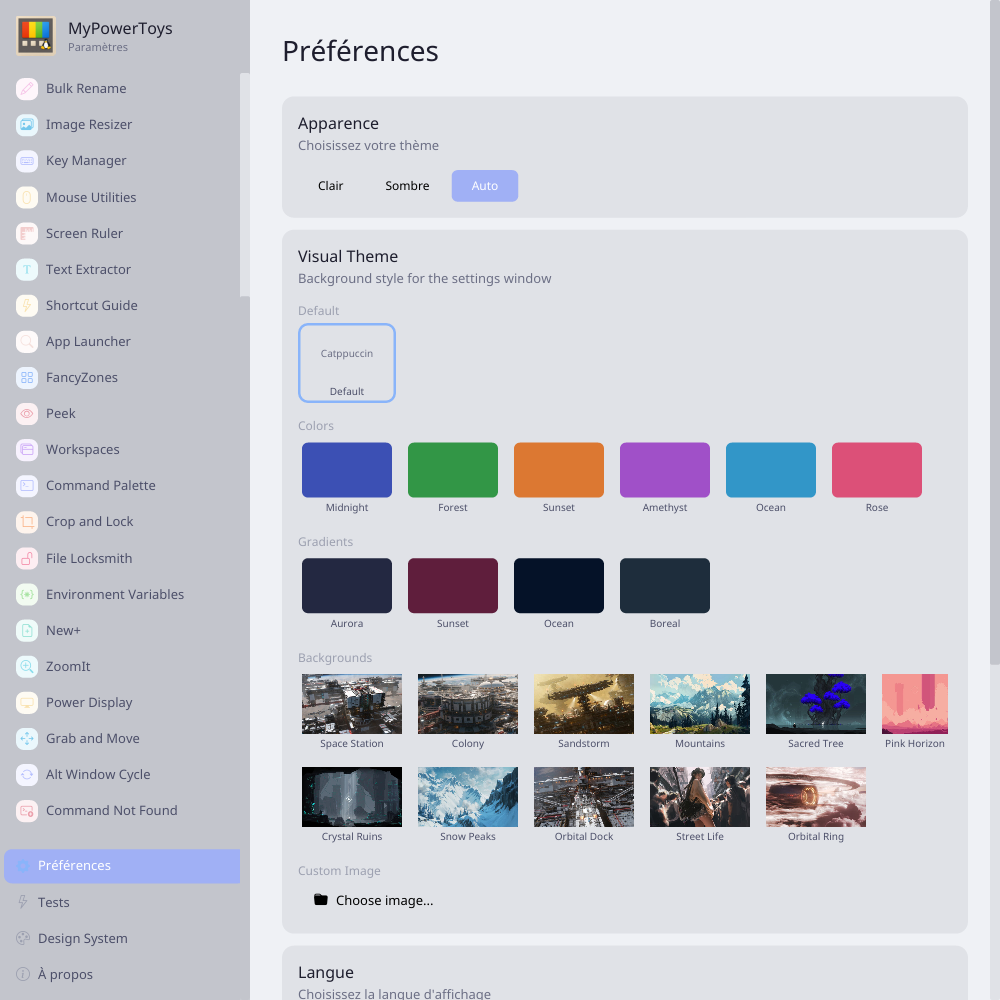 MyPowerToys
Paramètres
Bulk Rename
Image Resizer
Key Manager
Mouse Utilities
Screen Ruler
Text Extractor
Shortcut Guide
App Launcher
FancyZones
Peek
Workspaces
Command Palette
Crop and Lock
File Locksmith
Environment Variables
New+
ZoomIt
Power Display
Grab and Move
Alt Window Cycle
Command Not Found
Préférences
Tests
Design System
À propos
Préférences
Apparence
Choisissez votre thème
Clair Sombre Auto
Visual Theme
Background style for the settings window
Default
Catppuccin
Default
Colors
Midnight Forest Sunset Amethyst Ocean Rose
Gradients
Aurora Sunset Ocean Boreal
Backgrounds
Space Station Colony Sandstorm Mountains Sacred Tree Pink Horizon
Crystal Ruins Snow Peaks Orbital Dock Street Life Orbital Ring
Custom Image
Choose image...
Langue
Choisissez la langue d'affichage